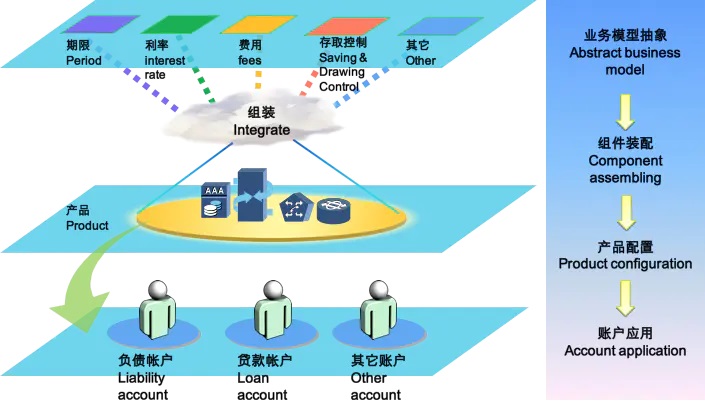 期限
Period
利率
interest
rate
费用
fees
存取控制
Saving &
Drawing
Control
其它
Other
组装
Integrate
产品
Product
AAA
负债帐户
Liability
account
贷款帐户
Loan
account
其它账户
Other
account
业务模型抽象
Abstract business
model
组件装配
Component
assembling
产品配置
Product configuration
账户应用
Account application